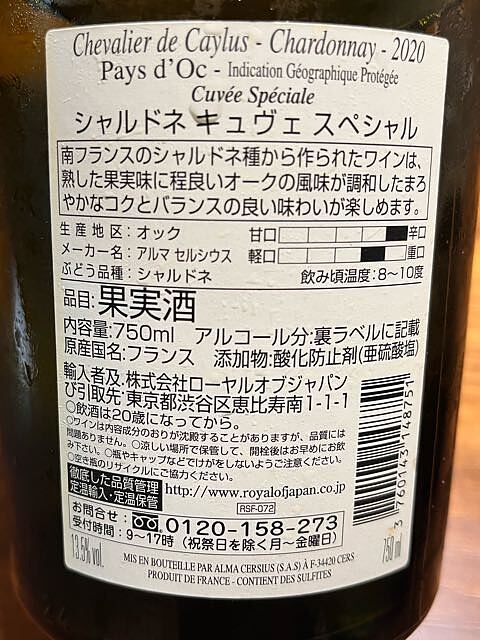 Chevalier de Caylus - Chardonnay - 2020
Pays d'Oc - Indication Géographique Protégée
Cuvée Spéciale
シャルドネ キュヴェ スペシャル
南フランスのシャルドネ種から作られたワインは、
熟した果実味に程良いオークの風味が調和したまろ
やかなコクとバランスの良い味わいが楽しめます。
生産地区:オック 甘口 辛口
メーカー名:アルマ セルシウス 軽口 重口
ぶどう品種:シャルドネ 飲み頃温度:8~10度
品目:果実酒
内容量:750ml アルコール分:裏ラベルに記載
原産国名:フランス 添加物:酸化防止剤(亜硫酸塩)
輸入者及
び引取先:株式会社ローヤルオブジャパン
東京都渋谷区恵比寿南1-1-1
○飲酒は20歳になってから。
○ワインは内容成分のおりが沈殿することがありますが、品質には
問題ありません。○涼しい場所で保管して、開栓後はお早めにお飲
み下さい。○瓶やキャップなどでけがをしないようご注意ください。
○空き瓶のリサイクルにご協力ください。
徹底した品質管理
定温輸入・定温保管
http://www.royalofjapan.co.jp
RSF-072
お問合せ:0120-158-273
受付時間:9~17時(祝祭日を除く月~金曜日)
13.5% vol.
MIS EN BOUTEILLE PAR ALMA CERSIUS (S.A.S) À F-34420 CERS
PRODUIT DE FRANCE - CONTIENT DES SULFITES
750 ml
3 760143 148751